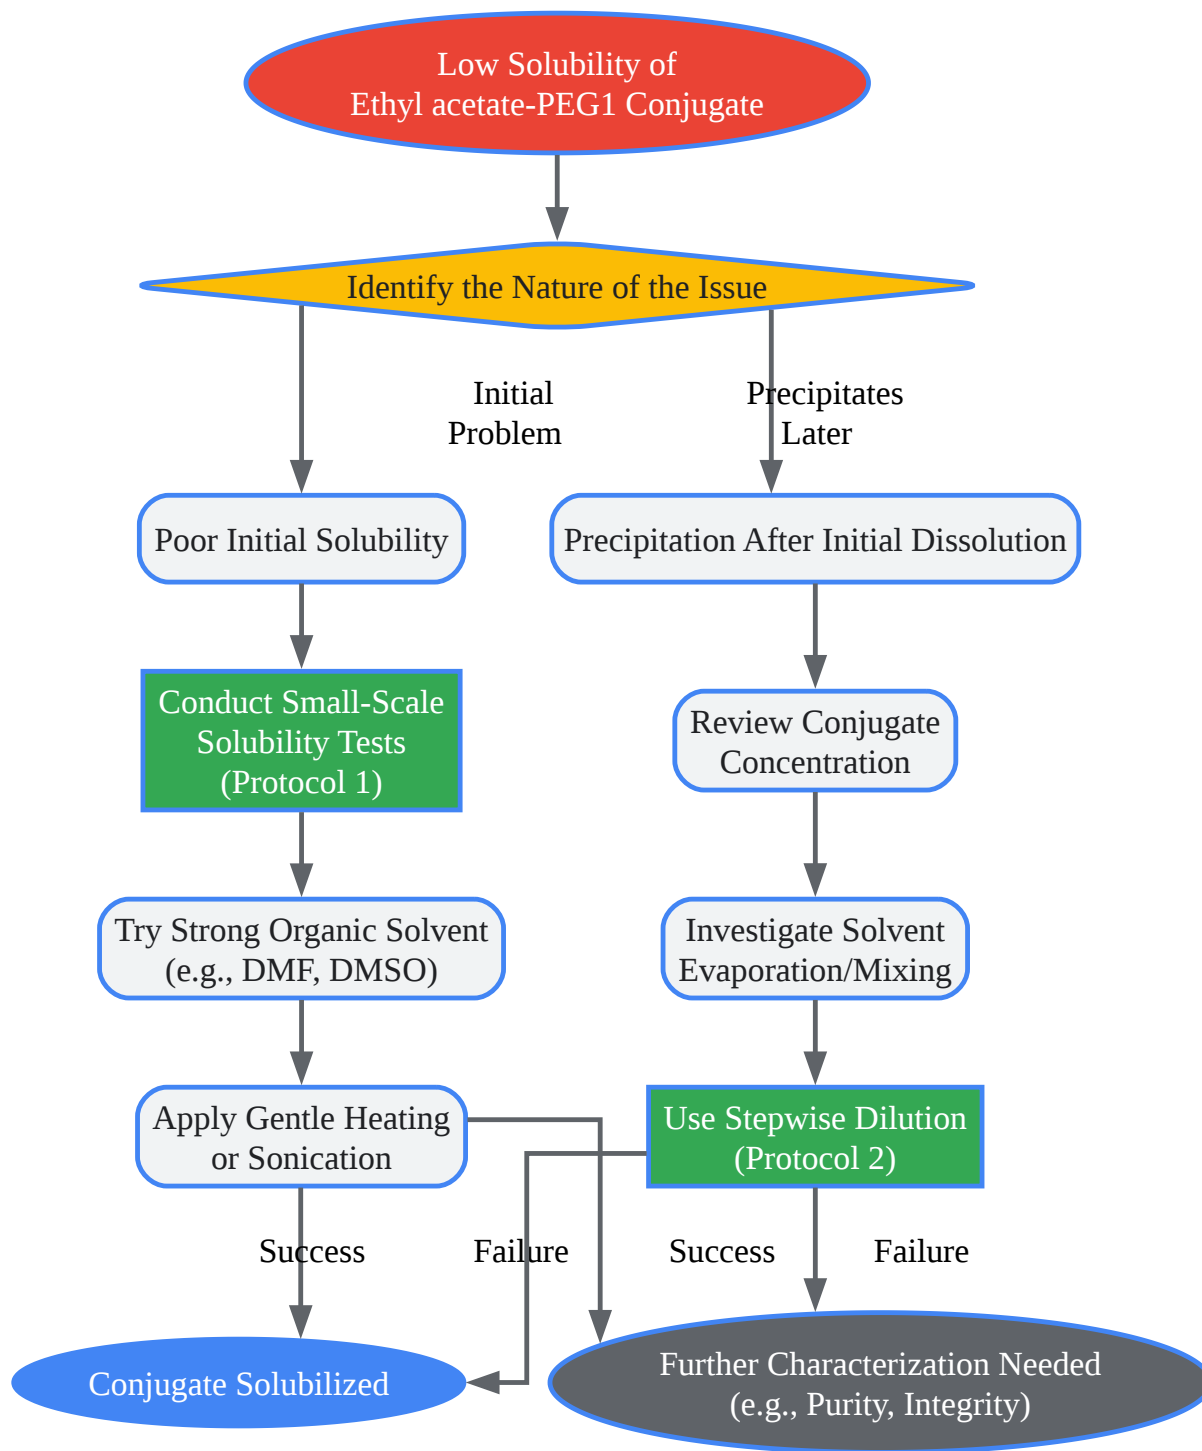 Low Solubility of
Ethyl acetate-PEG1 Conjugate
Identify the Nature of the Issue
Initial
Problem
Precipitates
Later
Poor Initial Solubility
Precipitation After Initial Dissolution
Conduct Small-Scale
Solubility Tests
(Protocol 1)
Review Conjugate
Concentration
Try Strong Organic Solvent
(e.g., DMF, DMSO)
Investigate Solvent
Evaporation/Mixing
Apply Gentle Heating
or Sonication
Use Stepwise Dilution
(Protocol 2)
Success
Failure
Success
Failure
Conjugate Solubilized
Further Characterization Needed
(e.g., Purity, Integrity)